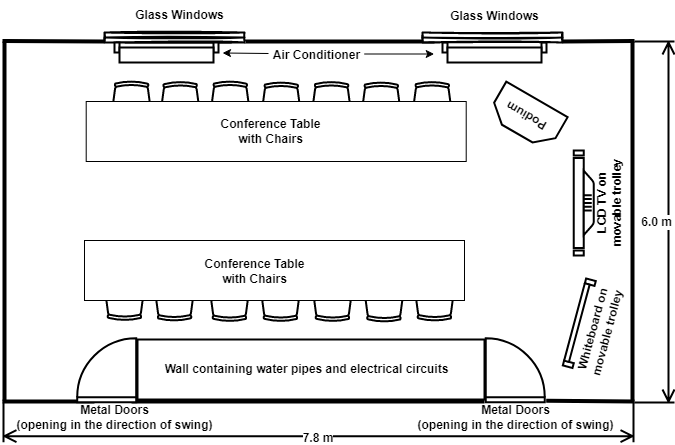 Glass Windows
Glass Windows
Air Conditioner
Conference Table
with Chairs
Podium
LCD TV on
movable trolley
6.0 m
Conference Table
with Chairs
Whiteboard on
movable trolley
Wall containing water pipes and electrical circuits
Metal Doors
(opening in the direction of swing)
Metal Doors
(opening in the direction of swing)
7.8 m